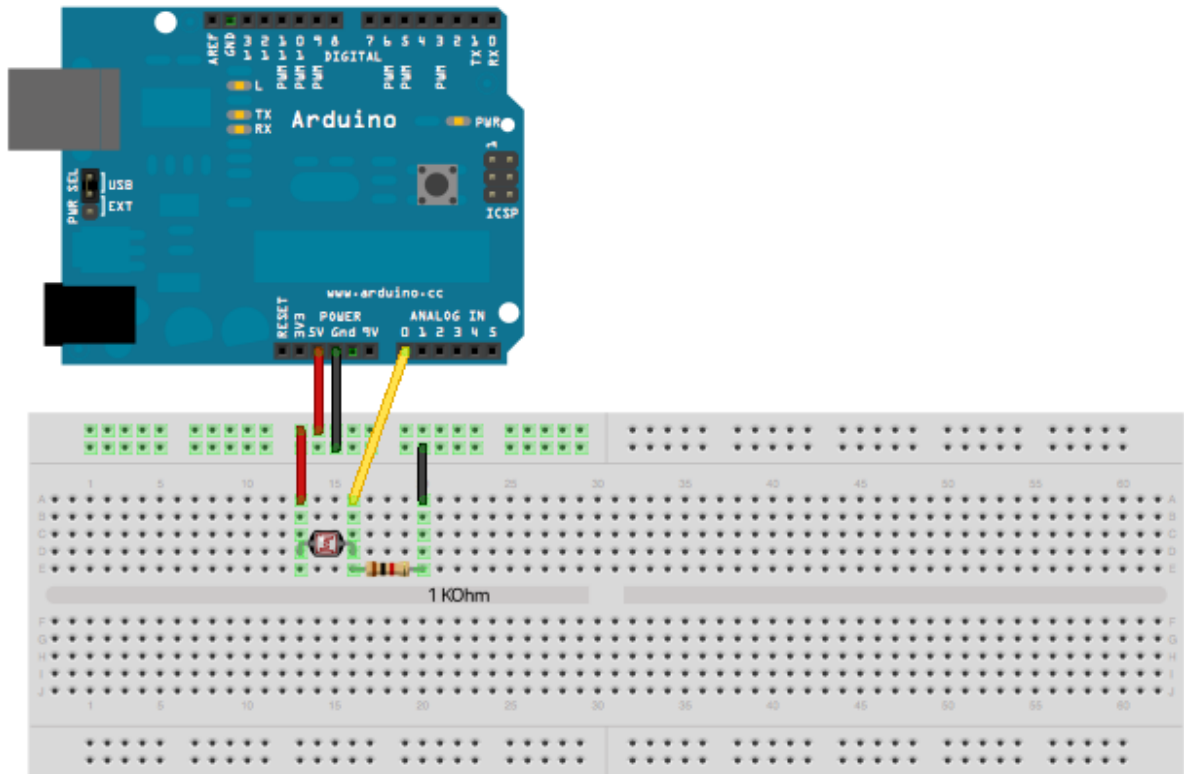 AREF GND 13 12 11 10 9 8 7 6 5 4 3 2 1 0
PWM PWM PWM PWM PWM PWM TX RX
DIGITAL
L
TX
RX
Arduino
PWR
1
ICSP
PWR SEL
USB
EXT
www.arduino.cc
RESET 3V3
POWER
ANALOG IN
5V Gnd 9V
0 1 2 3 4 5
1 5 10 15 20 25 30 35 40 45 50 55 60
A A
B B
C C
D D
E E
1 KOhm
F F
G G
H H
I I
J J
1 5 10 15 20 25 30 35 40 45 50 55 60